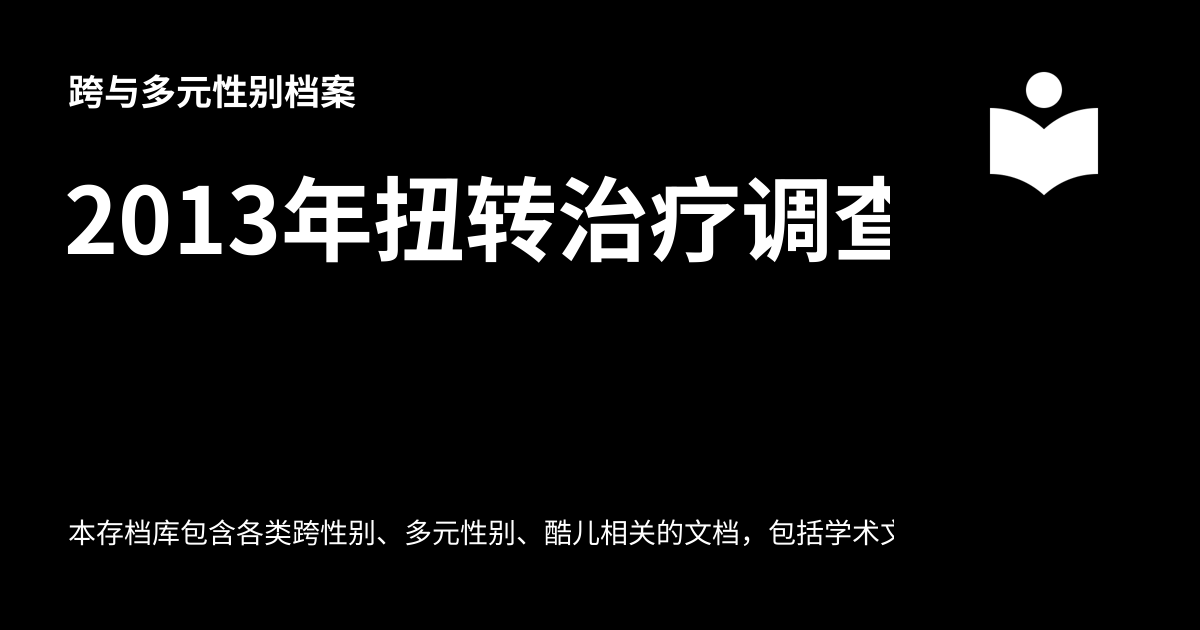 跨与多元性别档案
2013年扭转治疗调查
本存档库包含各类跨性别、多元性别、酷儿相关的文档，包括学术文